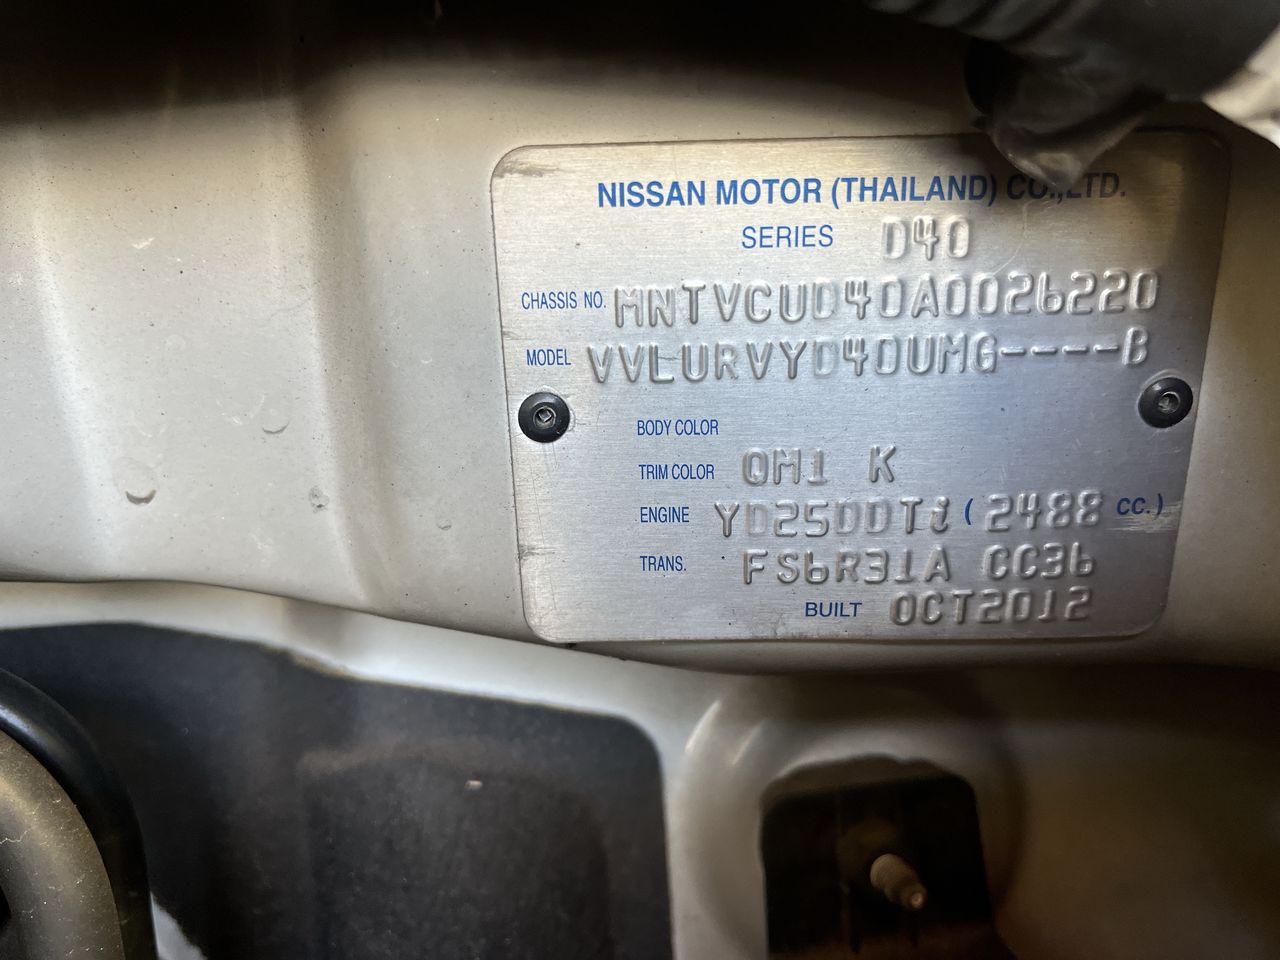 NISSAN MOTOR (THAILAND) CO.,LTD.
SERIES D40
CHASSIS NO. MNTVCUD40A0026220
MODEL VVLURVYD40UMG----B
BODY COLOR
TRIM COLOR QM1 K
ENGINE YD25DDTi (2488 CC.)
TRANS. FS6R31A CC36
BUILT OCT2012